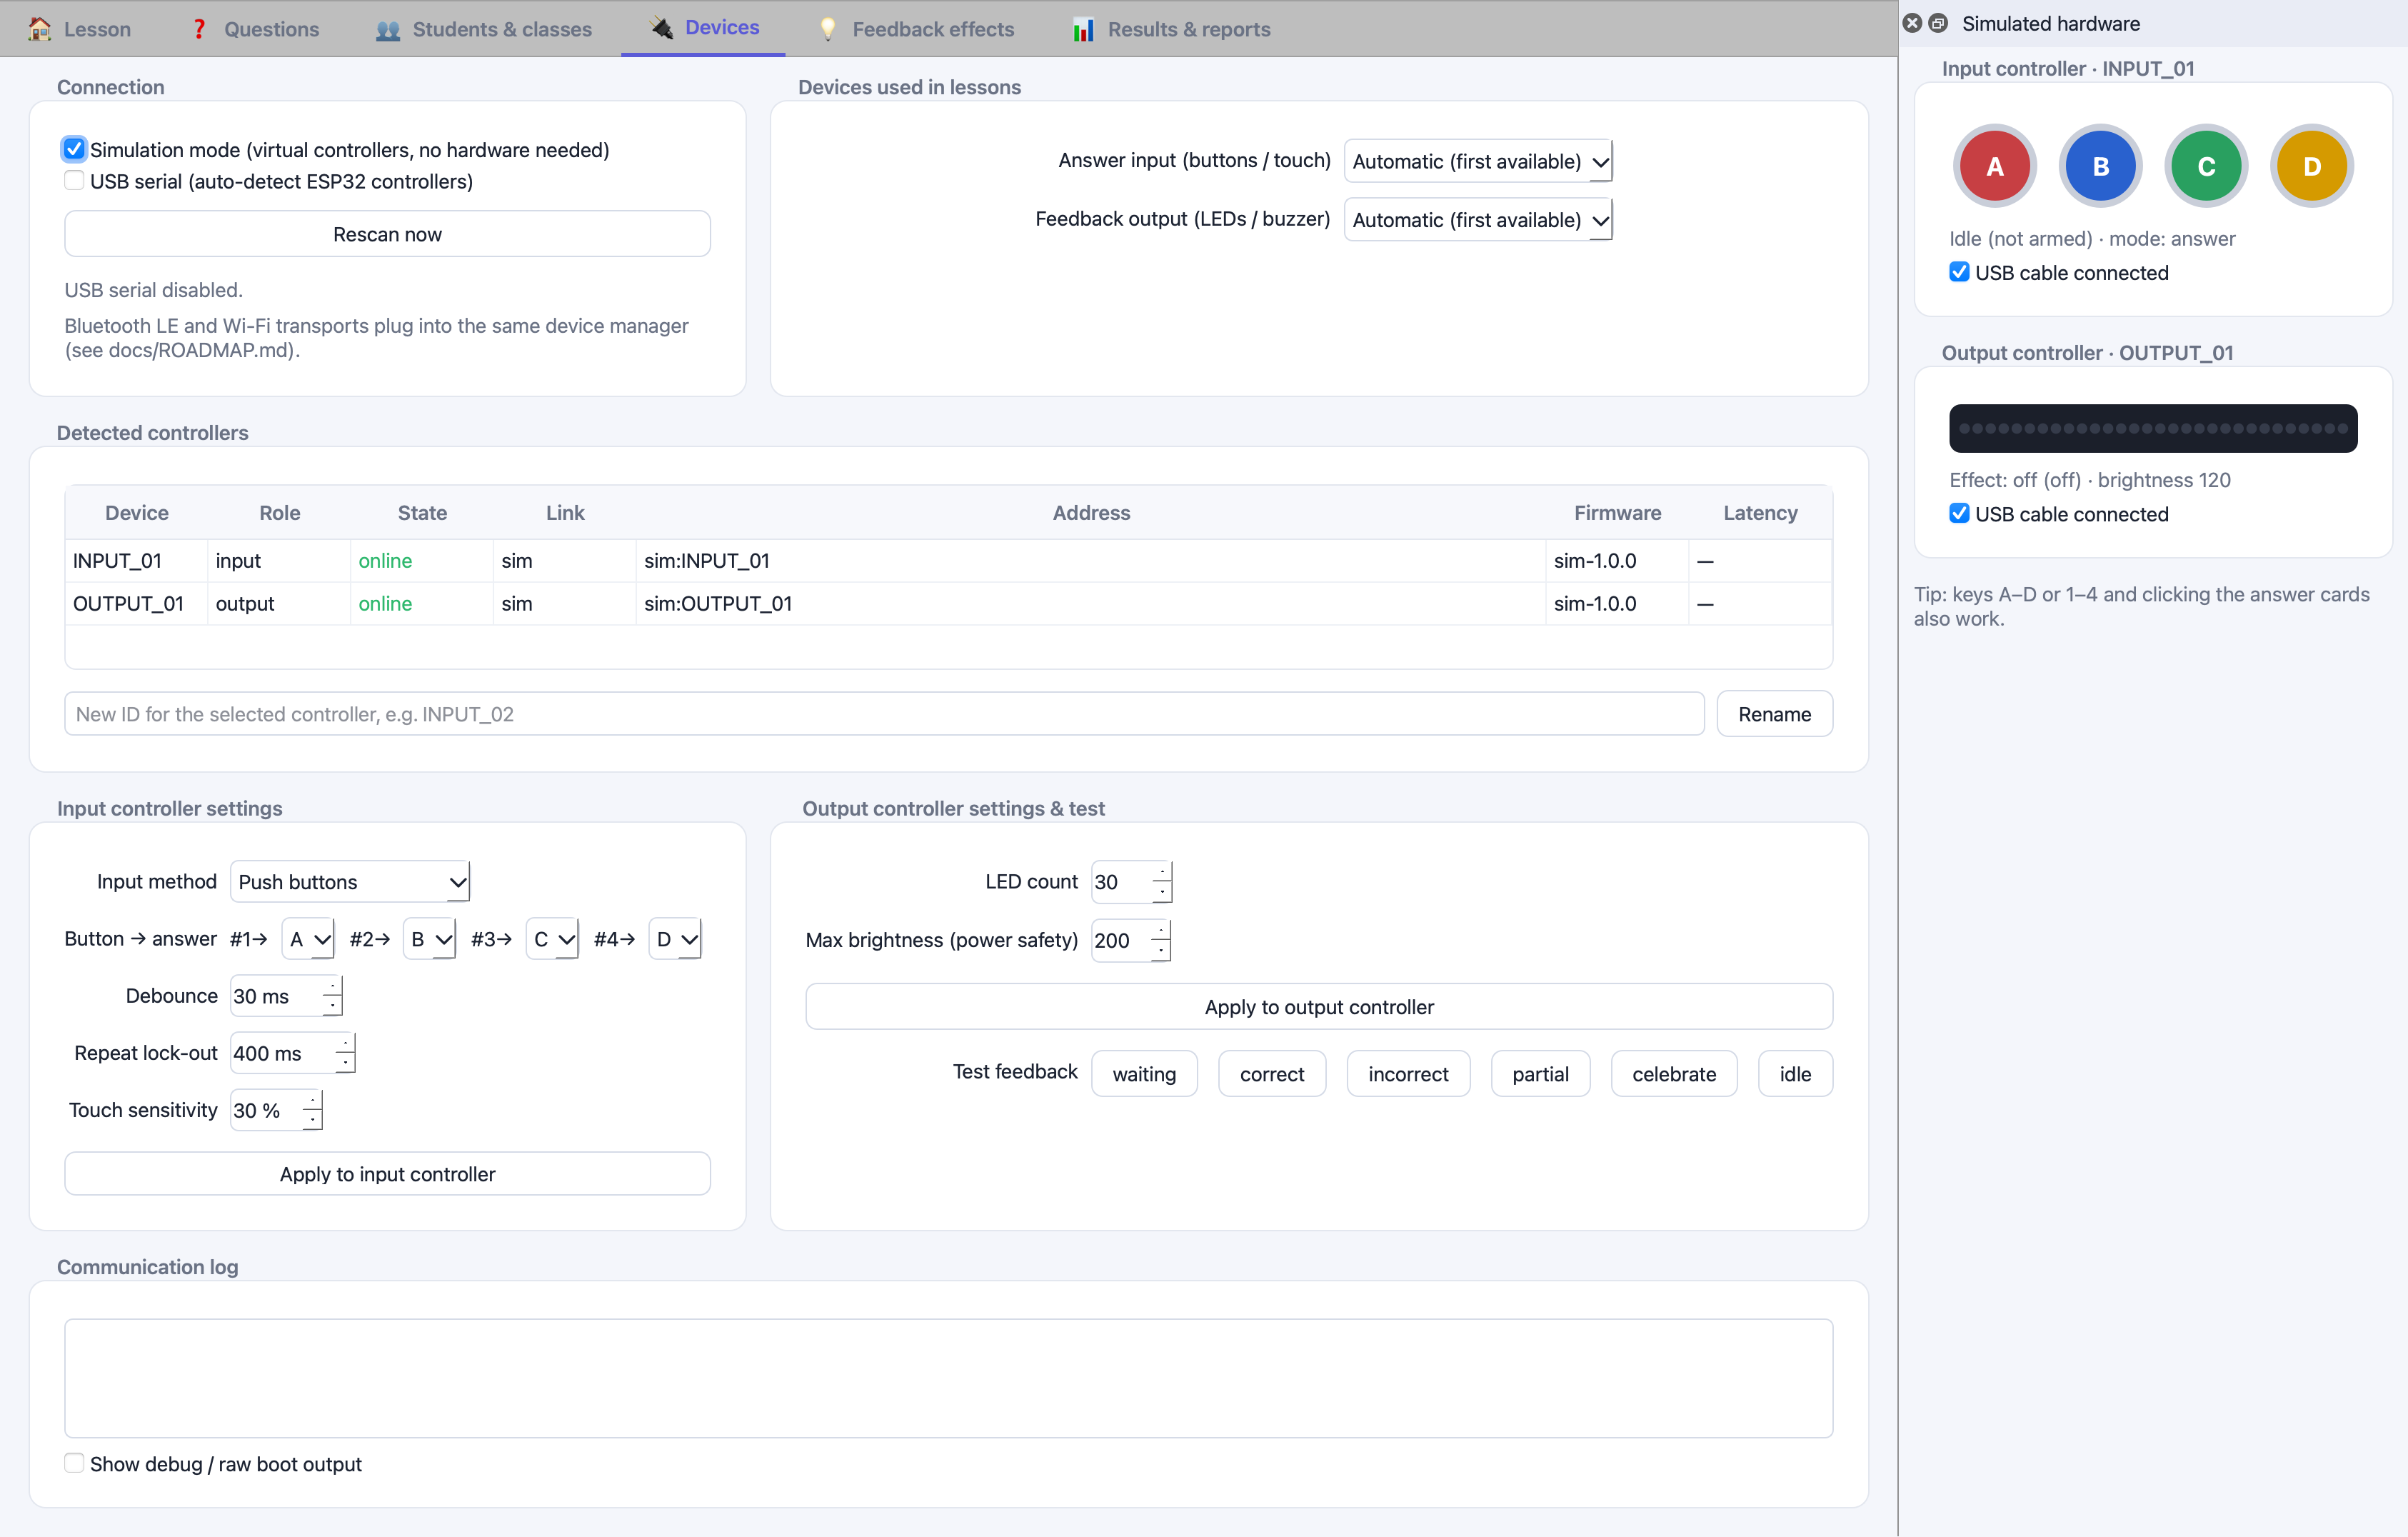 Lesson
Questions
Students & classes
Devices
Feedback effects
Results & reports
Connection
Simulation mode (virtual controllers, no hardware needed)
USB serial (auto-detect ESP32 controllers)
Rescan now
USB serial disabled.
Bluetooth LE and Wi-Fi transports plug into the same device manager
(see docs/ROADMAP.md).
Devices used in lessons
Answer input (buttons / touch) Automatic (first available)
Feedback output (LEDs / buzzer) Automatic (first available)
Detected controllers
Device Role State Link Address Firmware Latency
INPUT_01 input online sim sim:INPUT_01 sim-1.0.0 —
OUTPUT_01 output online sim sim:OUTPUT_01 sim-1.0.0 —
New ID for the selected controller, e.g. INPUT_02
Rename
Input controller settings
Input method Push buttons
Button → answer #1→ A #2→ B #3→ C #4→ D
Debounce 30 ms
Repeat lock-out 400 ms
Touch sensitivity 30 %
Apply to input controller
Output controller settings & test
LED count 30
Max brightness (power safety) 200
Apply to output controller
Test feedback waiting correct incorrect partial celebrate idle
Communication log
Show debug / raw boot output
Simulated hardware
Input controller · INPUT_01
A B C D
Idle (not armed) · mode: answer
USB cable connected
Output controller · OUTPUT_01
Effect: off (off) · brightness 120
USB cable connected
Tip: keys A–D or 1–4 and clicking the answer cards
also work.